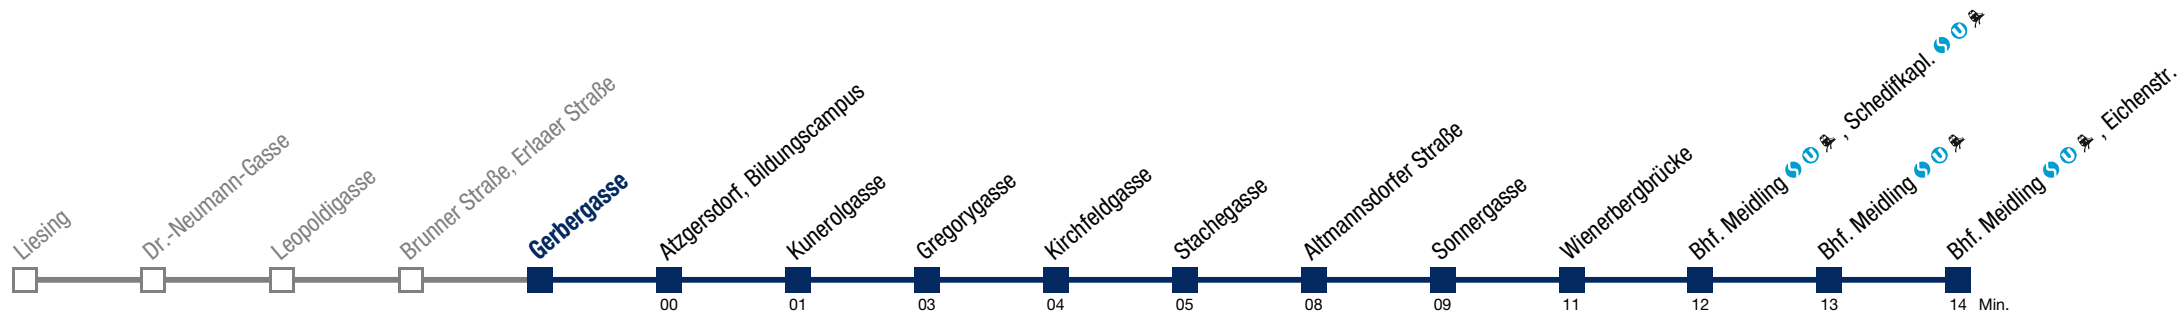 Liesing
Dr.-Neumann-Gasse
Leopoldigasse
Brunner Straße, Erlaaer Straße
Gerbergasse
Atzgersdorf, Bildungscampus
Kunerolgasse
Gregorygasse
Kirchfeldgasse
Stachegasse
Altmannsdorfer Straße
Sonnergasse
Wienerbergbrücke
Bhf. Meidling S U , Schedifkapl. S U
Bhf. Meidling S U
Bhf. Meidling S U , Eichenstr.
00 01 03 04 05 08 09 11 12 13 14 Min.